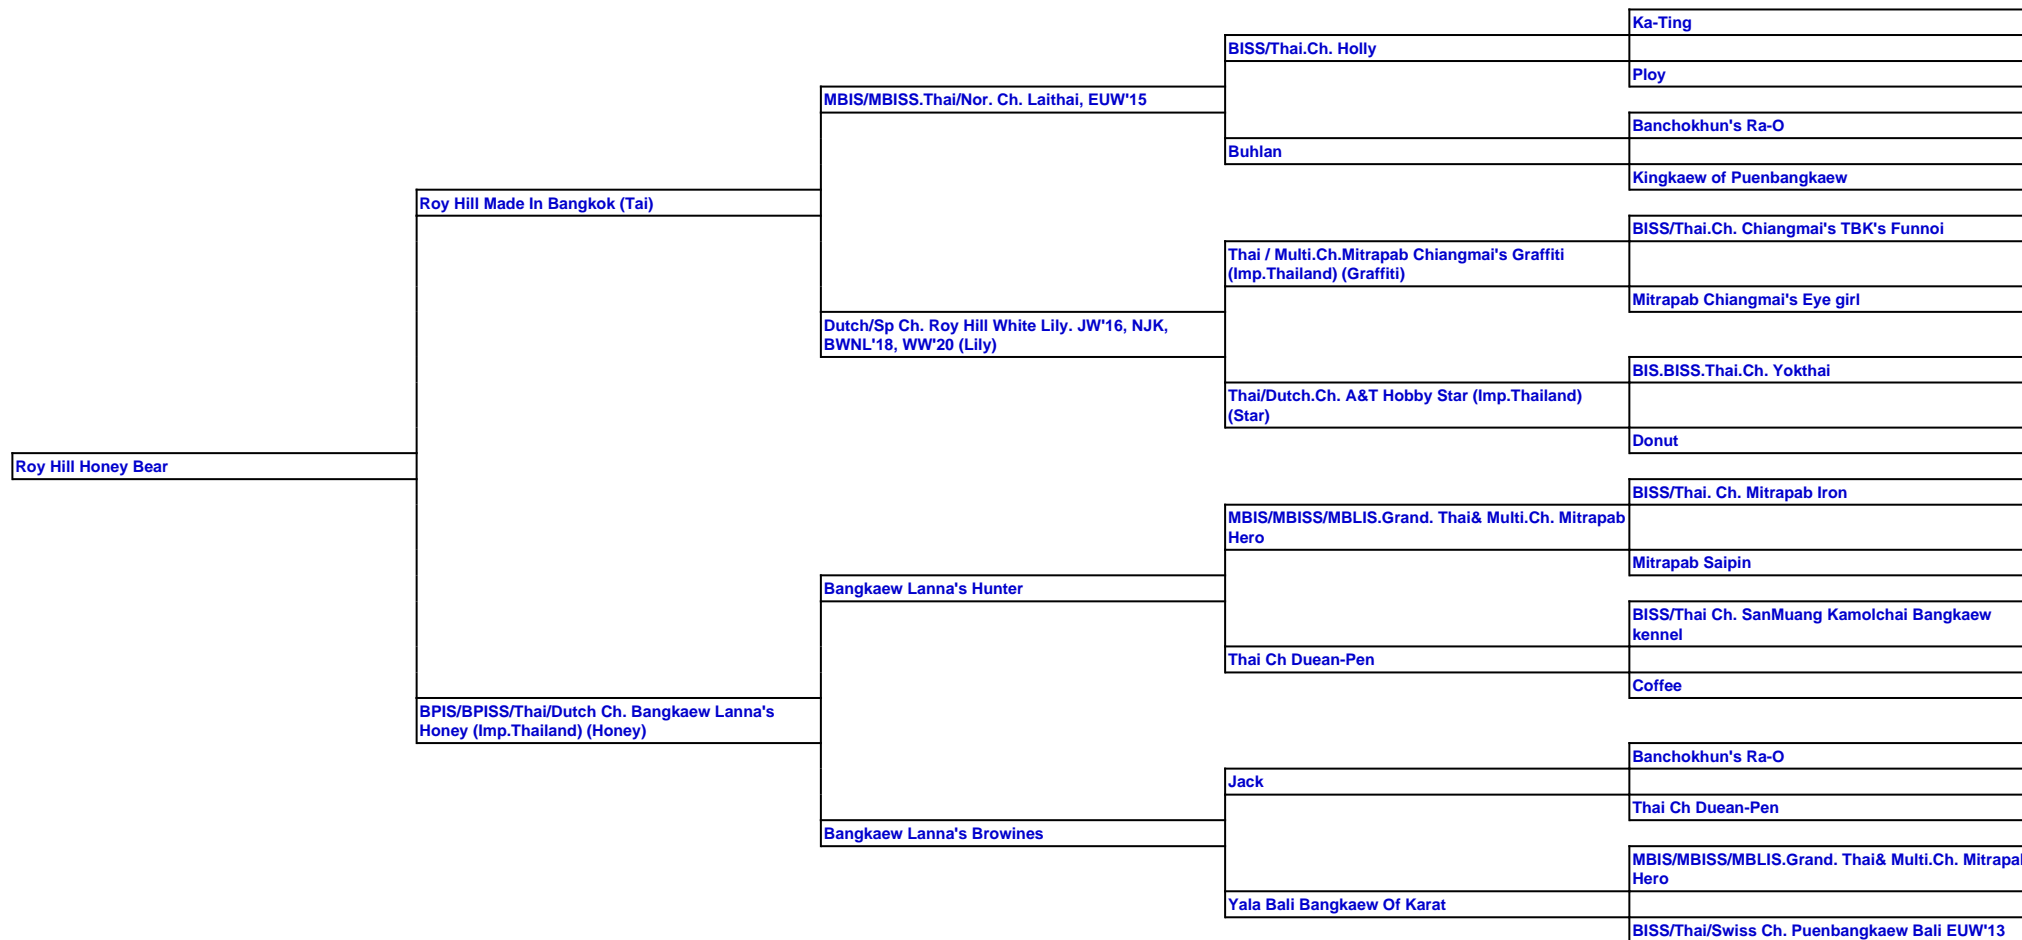 Ka-Ting
BISS/Thai.Ch. Holly
Ploy
MBIS/MBISS.Thai/Nor. Ch. Laithai, EUW'15
Banchokhun's Ra-O
Buhlan
Kingkaew of Puenbangkaew
Roy Hill Made In Bangkok (Tai)
BISS/Thai.Ch. Chiangmai's TBK's Funnoi
Thai / Multi.Ch.Mitrapab Chiangmai's Graffiti
(Imp.Thailand) (Graffiti)
Mitrapab Chiangmai's Eye girl
Dutch/Sp Ch. Roy Hill White Lily. JW'16, NJK,
BWNL'18, WW'20 (Lily)
BIS.BISS.Thai.Ch. Yokthai
Thai/Dutch.Ch. A&T Hobby Star (Imp.Thailand)
(Star)
Donut
Roy Hill Honey Bear
BISS/Thai. Ch. Mitrapab Iron
MBIS/MBISS/MBLIS.Grand. Thai& Multi.Ch. Mitrapab
Hero
Mitrapab Saipin
Bangkaew Lanna's Hunter
BISS/Thai Ch. SanMuang Kamolchai Bangkaew
kennel
Thai Ch Duean-Pen
Coffee
BPIS/BPISS/Thai/Dutch Ch. Bangkaew Lanna's
Honey (Imp.Thailand) (Honey)
Banchokhun's Ra-O
Jack
Thai Ch Duean-Pen
Bangkaew Lanna's Browines
MBIS/MBISS/MBLIS.Grand. Thai& Multi.Ch. Mitrapab
Hero
Yala Bali Bangkaew Of Karat
BISS/Thai/Swiss Ch. Puenbangkaew Bali EUW'13